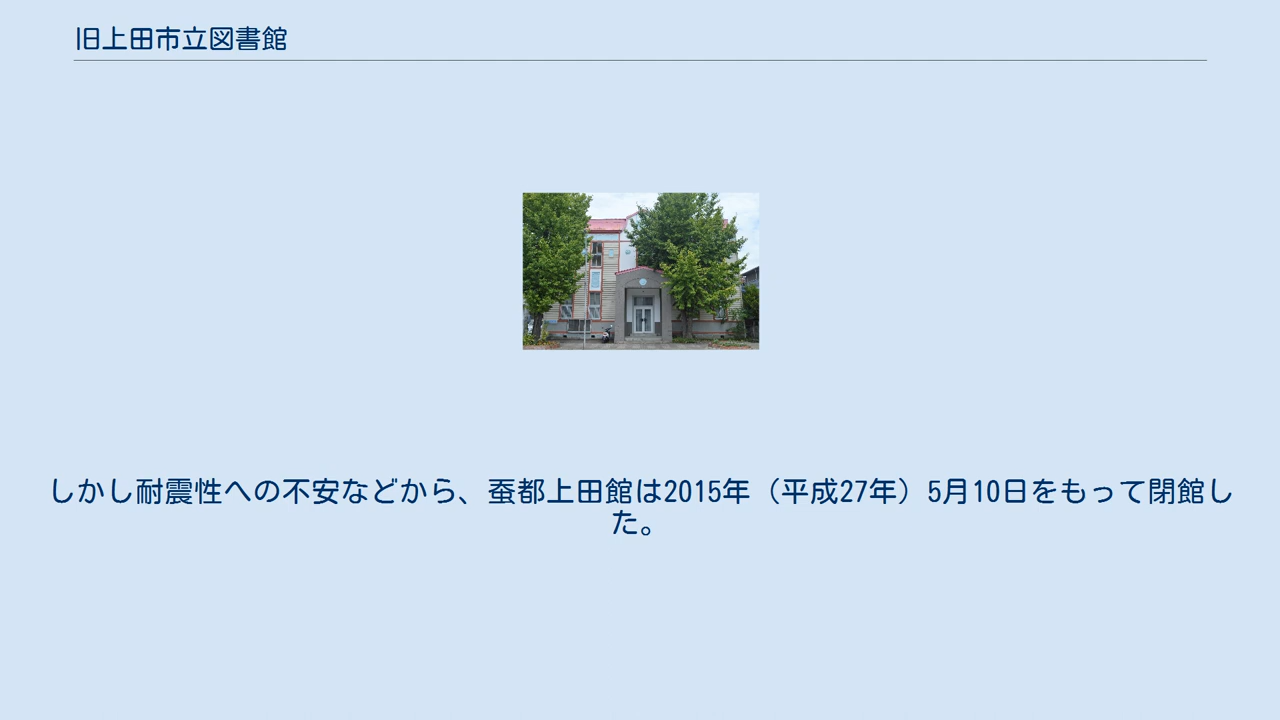 旧上田市立図書館
しかし耐震性への不安などから、蚕都上田館は2015年（平成27年）5月10日をもって閉館し
た。